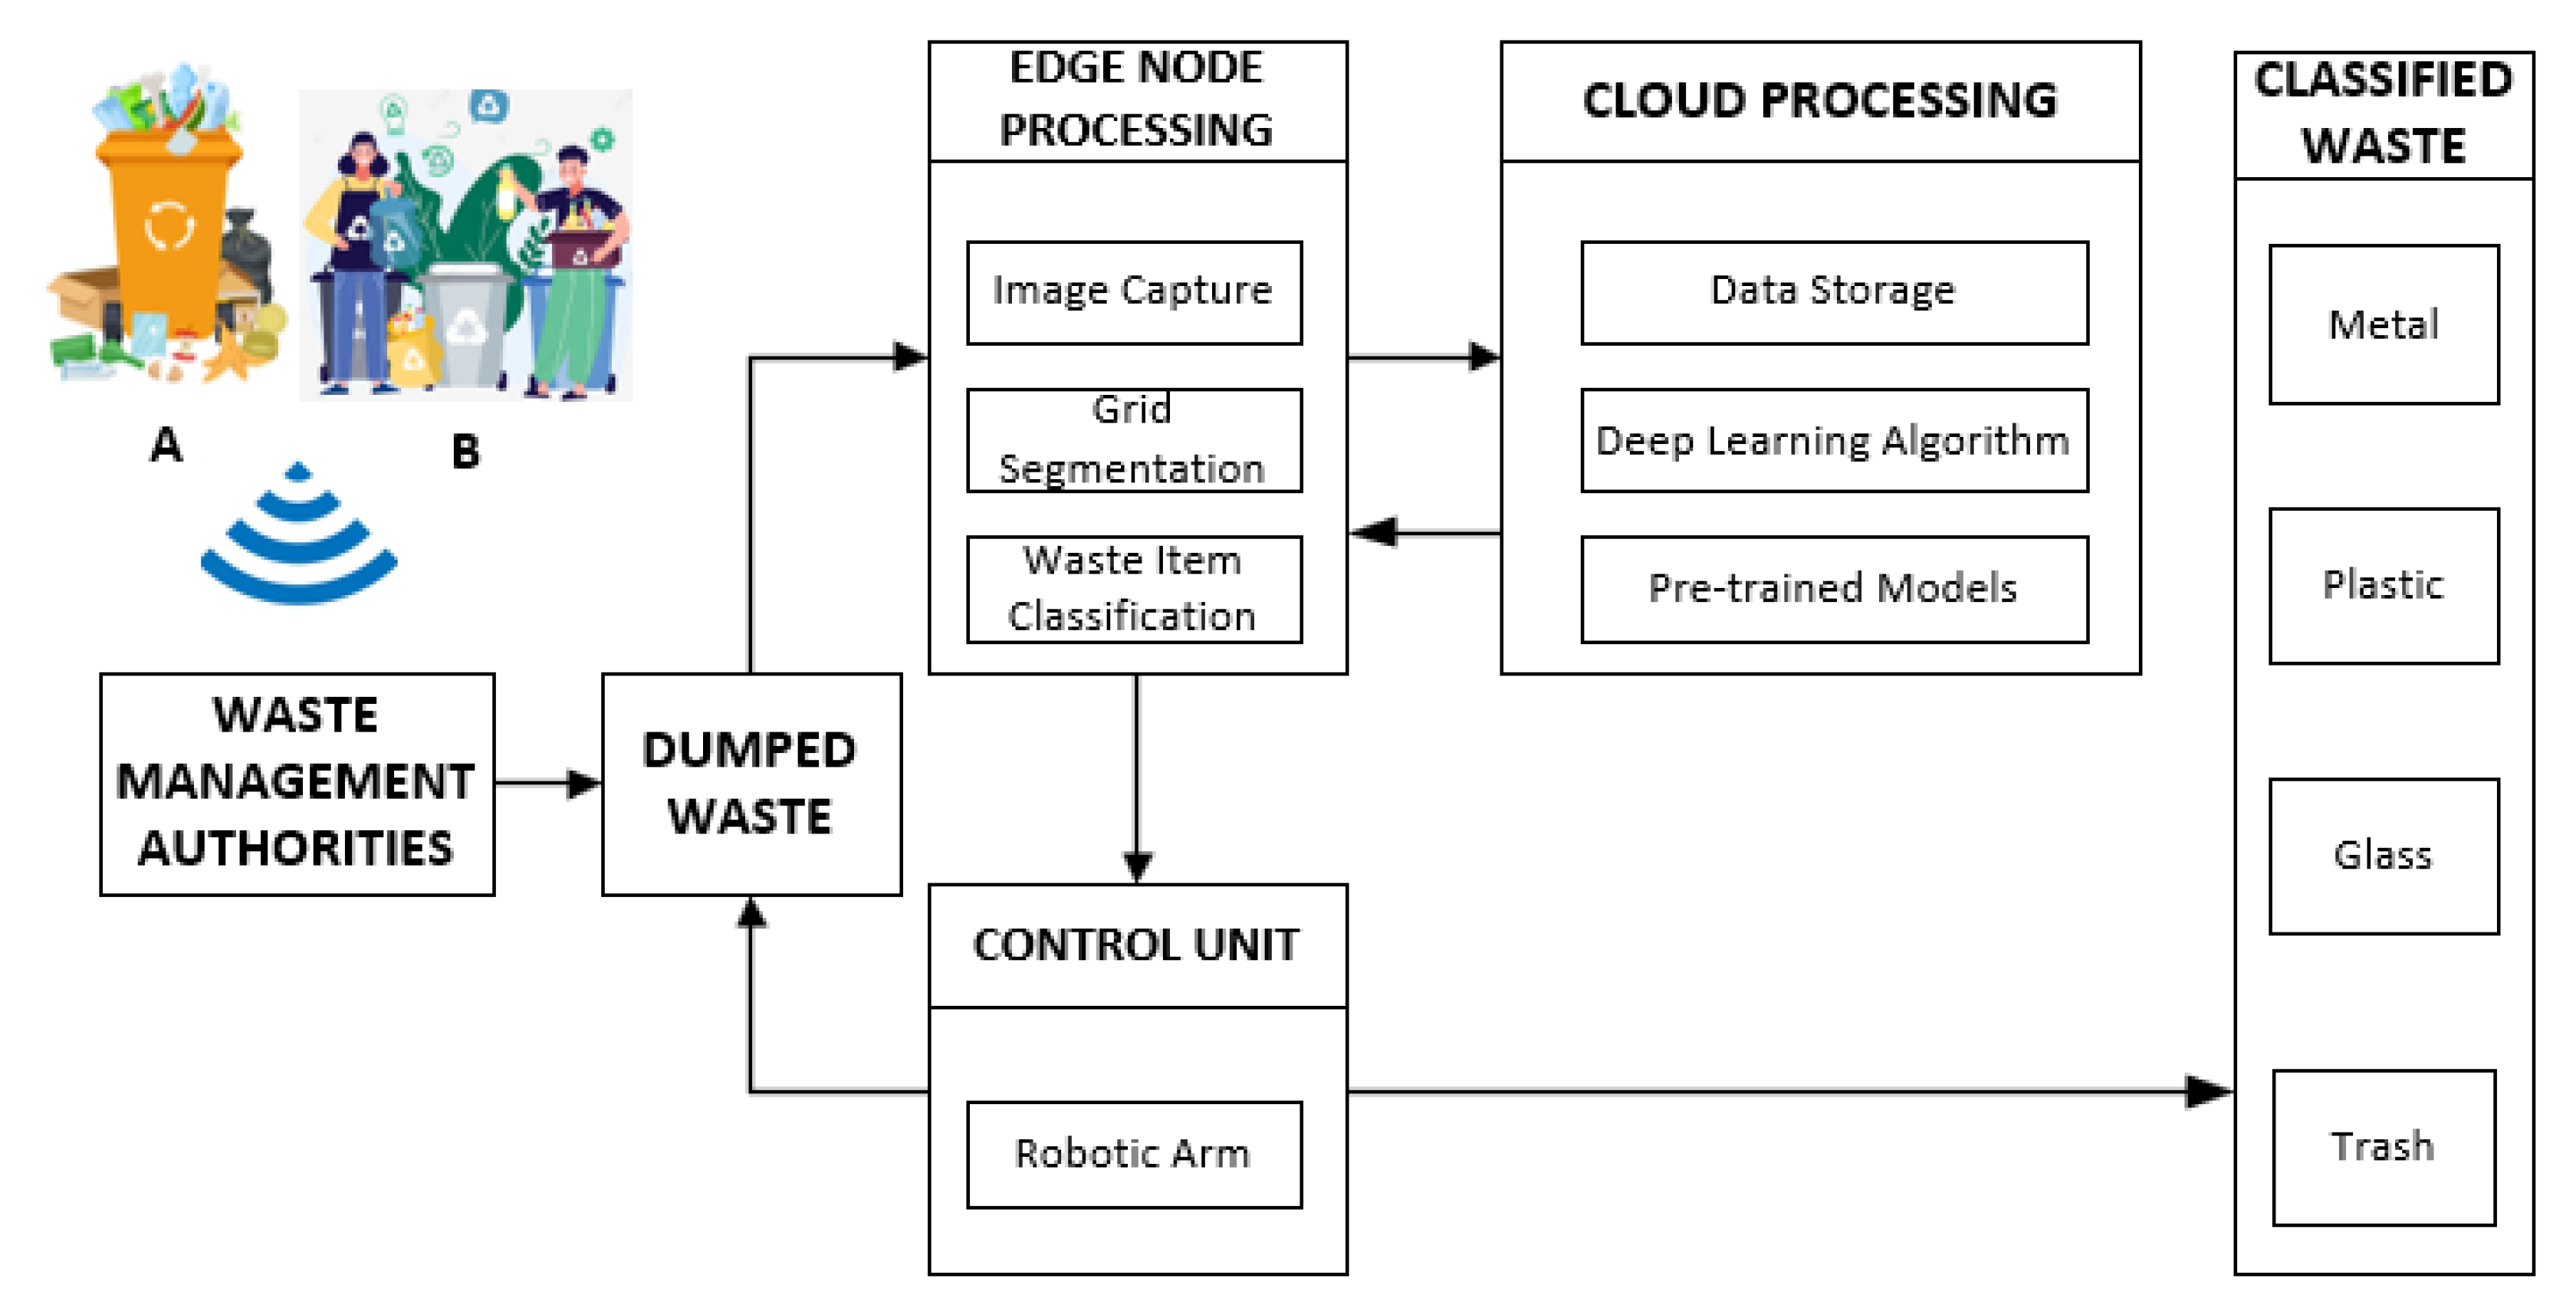 A
B
WASTE
MANAGEMENT
AUTHORITIES
DUMPED
WASTE
EDGE NODE
PROCESSING
Image Capture
Grid
Segmentation
Waste Item
Classification
CLOUD PROCESSING
Data Storage
Deep Learning Algorithm
Pre-trained Models
CONTROL UNIT
Robotic Arm
CLASSIFIED
WASTE
Metal
Plastic
Glass
Trash